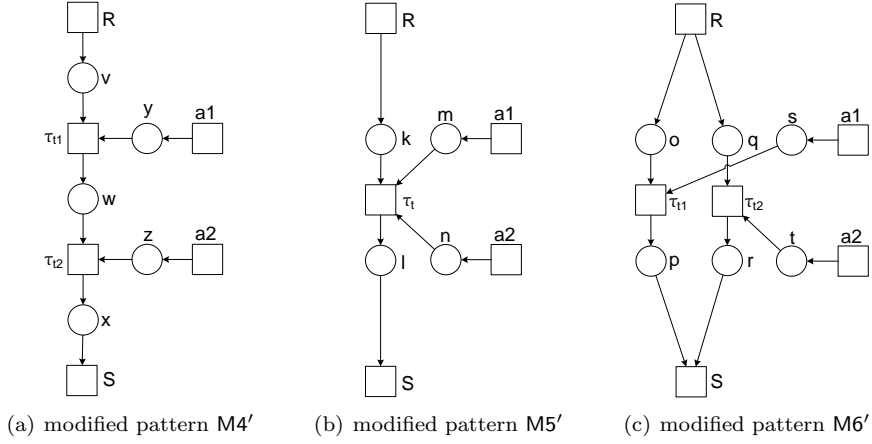 R
v
y
a1
τt1
w
z
a2
τt2
x
S
(a) modified pattern M4′
R
m
a1
k
τt
n
a2
l
S
(b) modified pattern M5′
R
s
a1
o
q
τt1
τt2
t
a2
p
r
S
(c) modified pattern M6′